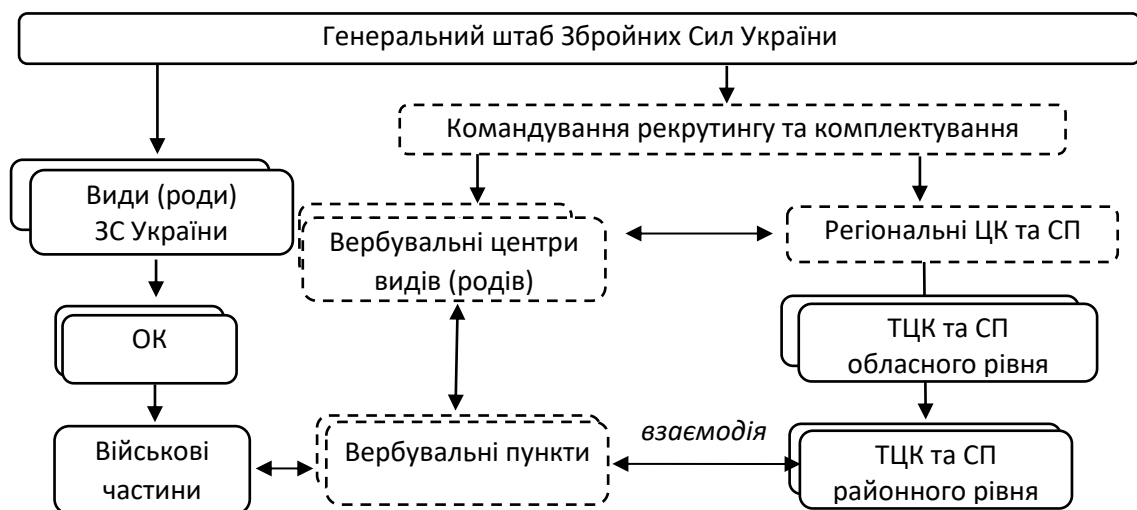 Генеральний штаб Збройних Сил України
Командування рекрутингу та комплектування
Види (роди)
ЗС України
Вербувальні центри
видів (родів)
Регіональні ЦК та СП
ОК
ТЦК та СП
обласного рівня
Військові
частини
Вербувальні пункти
взаємодія
ТЦК та СП
районного рівня